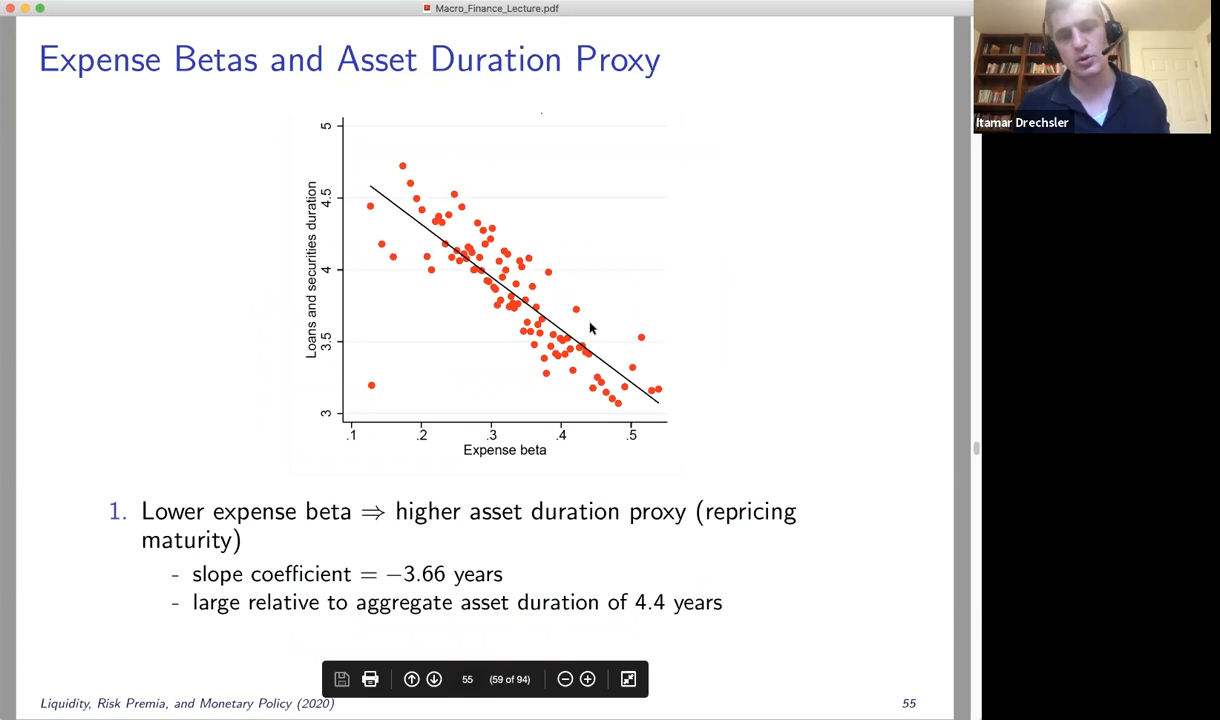 Macro_Finance_Lecture.pdf
Expense Betas and Asset Duration Proxy
Itamar Drechsler
Loans and securities duration
5
4.5
4
3.5
3
.1 .2 .3 .4 .5
Expense beta
1. Lower expense beta ⇒ higher asset duration proxy (repricing
maturity)
- slope coefficient = −3.66 years
- large relative to aggregate asset duration of 4.4 years
55 (59 of 94)
Liquidity, Risk Premia, and Monetary Policy (2020) 55